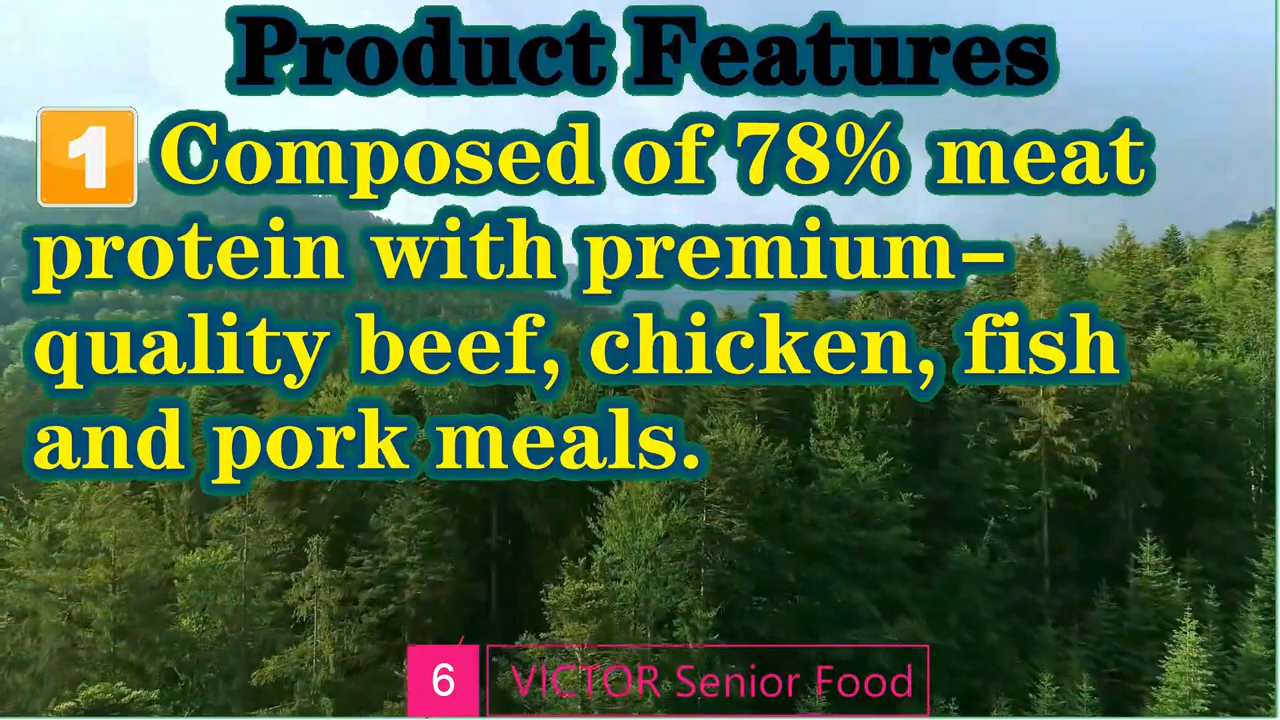 Product Features
1 Composed of 78% meat
protein with premium-
quality beef, chicken, fish
and pork meals.
6 VICTOR Senior Food